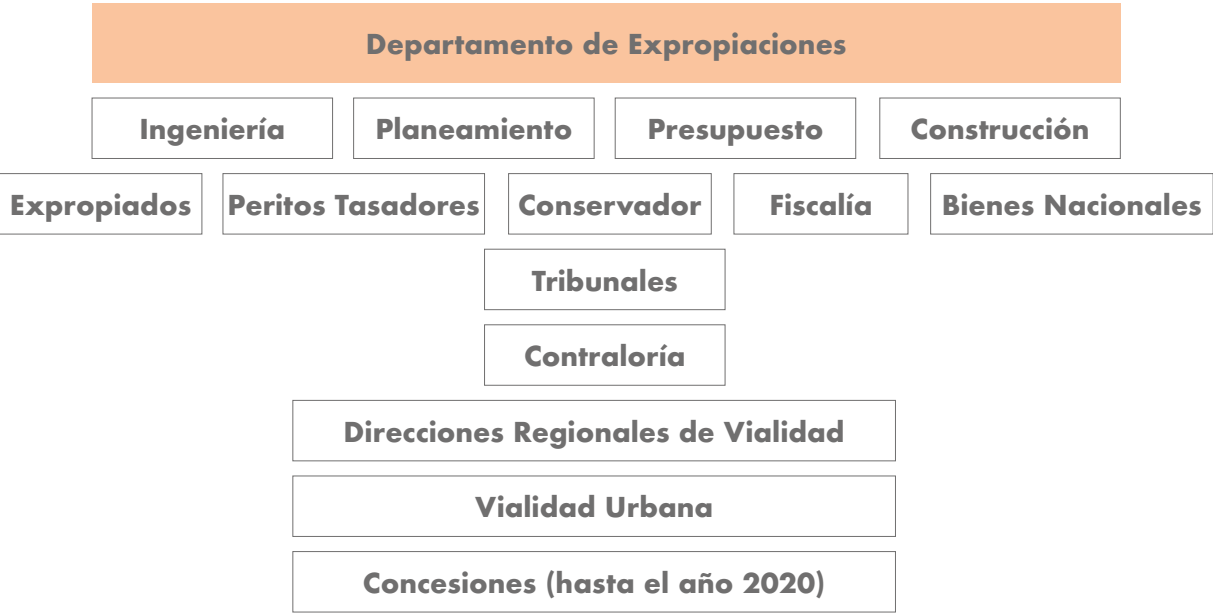 Departamento de Expropiaciones
Ingeniería
Planeamiento
Presupuesto
Construcción
Expropiados
Peritos Tasadores
Conservador
Fiscalía
Bienes Nacionales
Tribunales
Contraloría
Direcciones Regionales de Vialidad
Vialidad Urbana
Concesiones (hasta el año 2020)